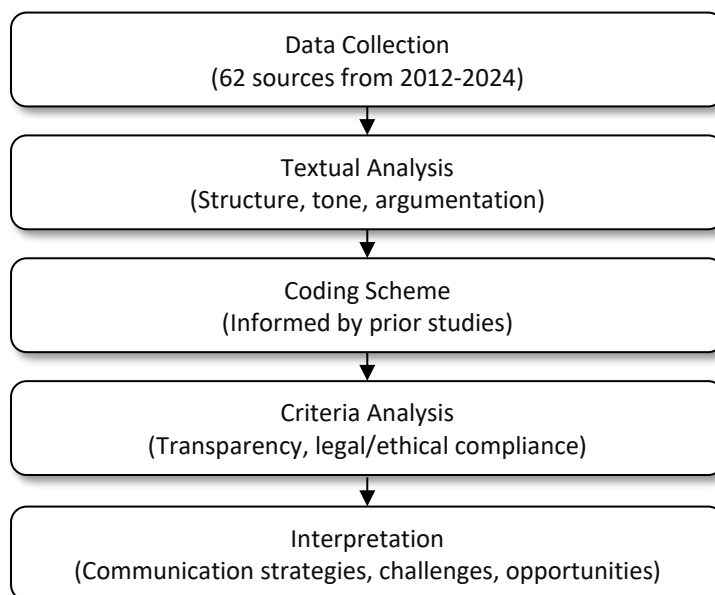 Data Collection
(62 sources from 2012-2024)
Textual Analysis
(Structure, tone, argumentation)
Coding Scheme
(Informed by prior studies)
Criteria Analysis
(Transparency, legal/ethical compliance)
Interpretation
(Communication strategies, challenges, opportunities)